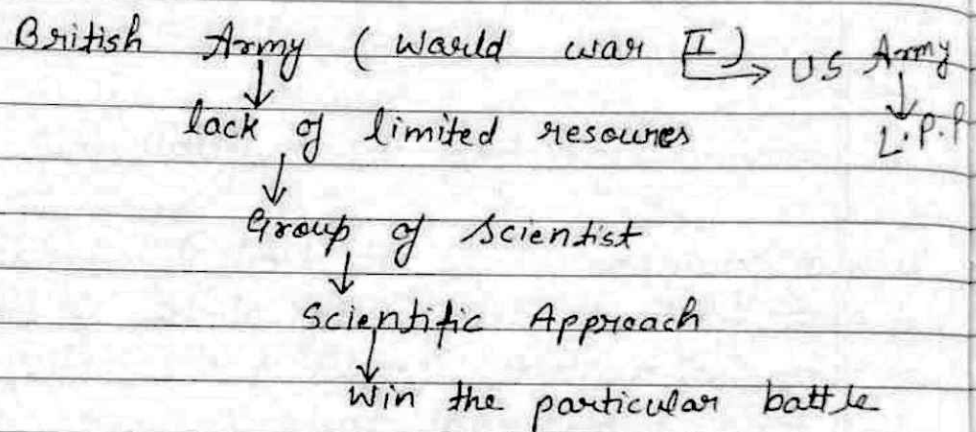 British Army (World war II) → US Army
↓ ↓
lack of limited resources L.P.P
↓
Group of Scientist
↓
Scientific Approach
↓
Win the particular battle